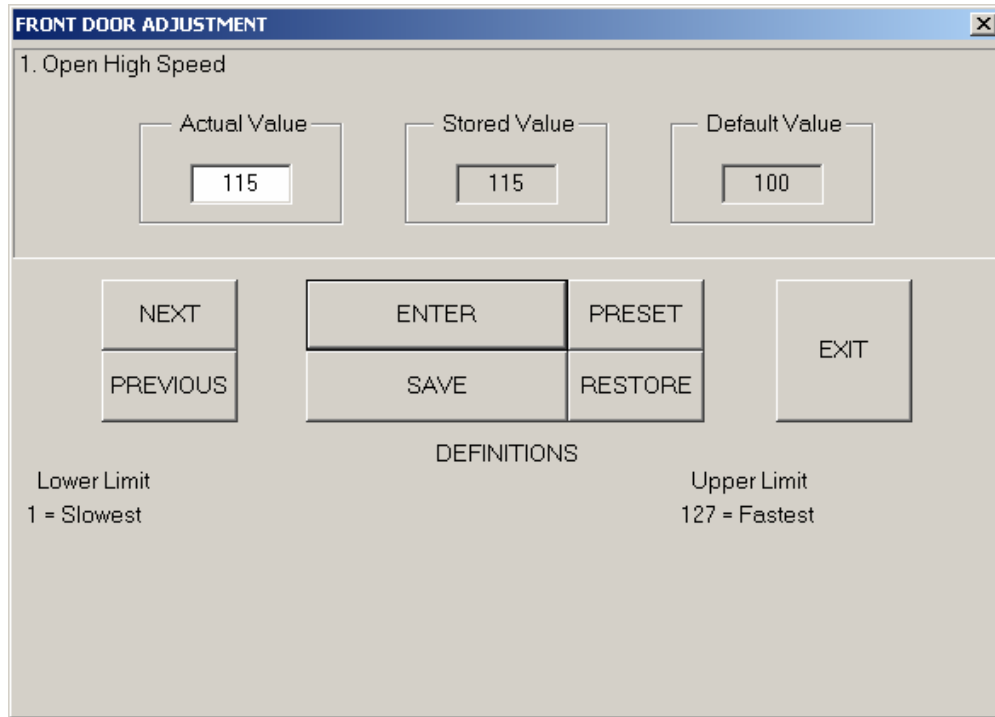 FRONT DOOR ADJUSTMENT
1. Open High Speed
Actual Value Stored Value Default Value
115 115 100
NEXT ENTER PRESET
EXIT
PREVIOUS SAVE RESTORE
DEFINITIONS
Lower Limit Upper Limit
1 = Slowest 127 = Fastest